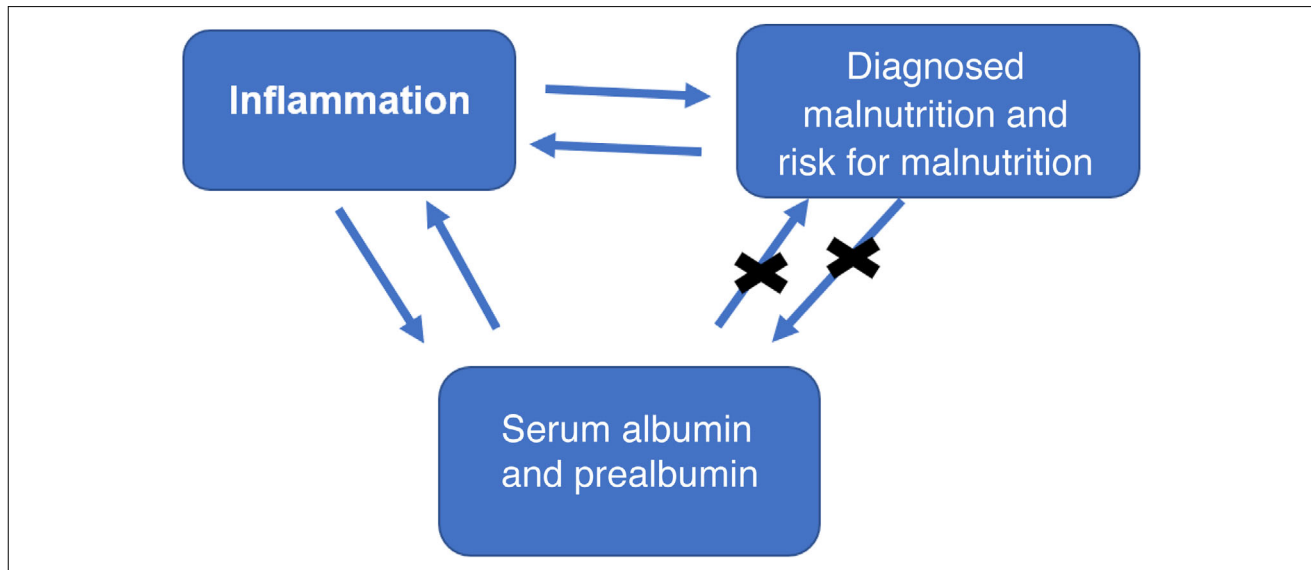 Inflammation
Diagnosed
malnutrition and
risk for malnutrition
Serum albumin
and prealbumin